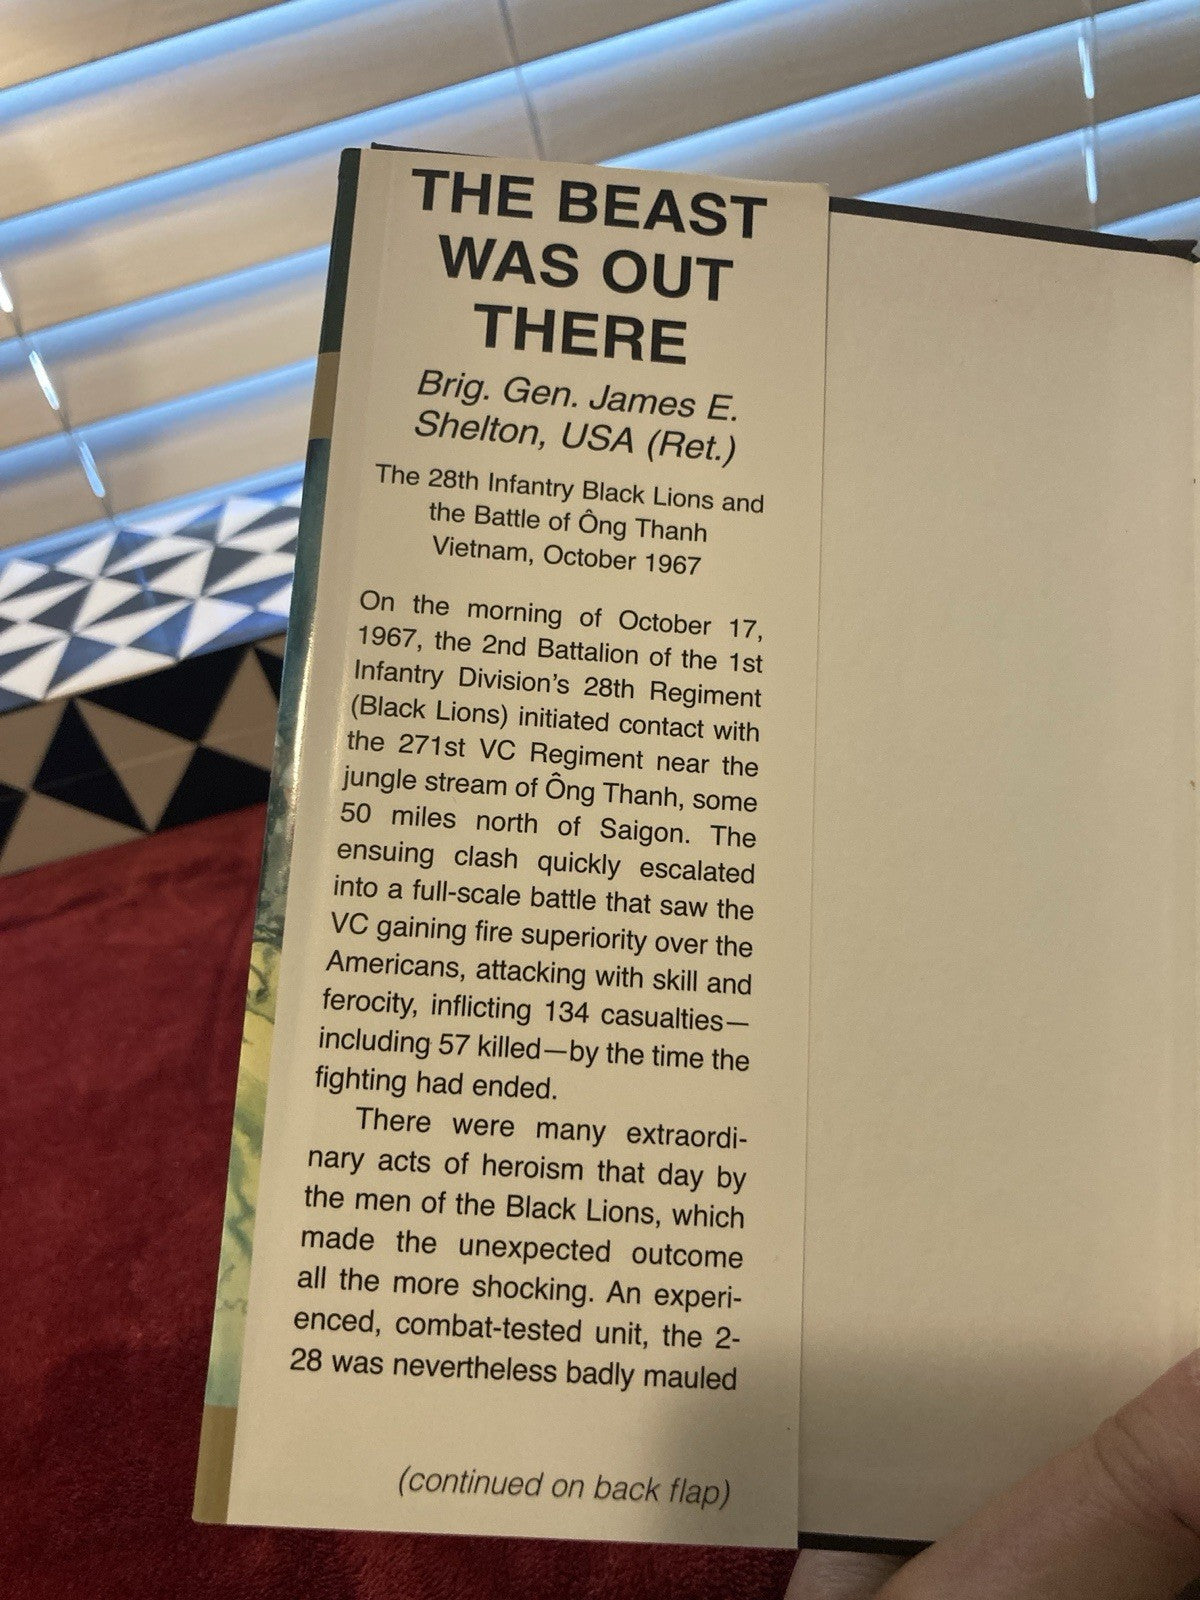 THE BEAST
WAS OUT
THERE
Brig. Gen. James E.
Shelton, USA (Ret.)
The 28th Infantry Black Lions and
the Battle of Ông Thanh
Vietnam, October 1967
On the morning of October 17,
1967, the 2nd Battalion of the 1st
Infantry Division's 28th Regiment
(Black Lions) initiated contact with
the 271st VC Regiment near the
jungle stream of Ông Thanh, some
50 miles north of Saigon. The
ensuing clash quickly escalated
into a full-scale battle that saw the
VC gaining fire superiority over the
Americans, attacking with skill and
ferocity, inflicting 134 casualties—
including 57 killed—by the time the
fighting had ended.
There were many extraordi-
nary acts of heroism that day by
the men of the Black Lions, which
made the unexpected outcome
all the more shocking. An experi-
enced, combat-tested unit, the 2-
28 was nevertheless badly mauled
(continued on back flap)